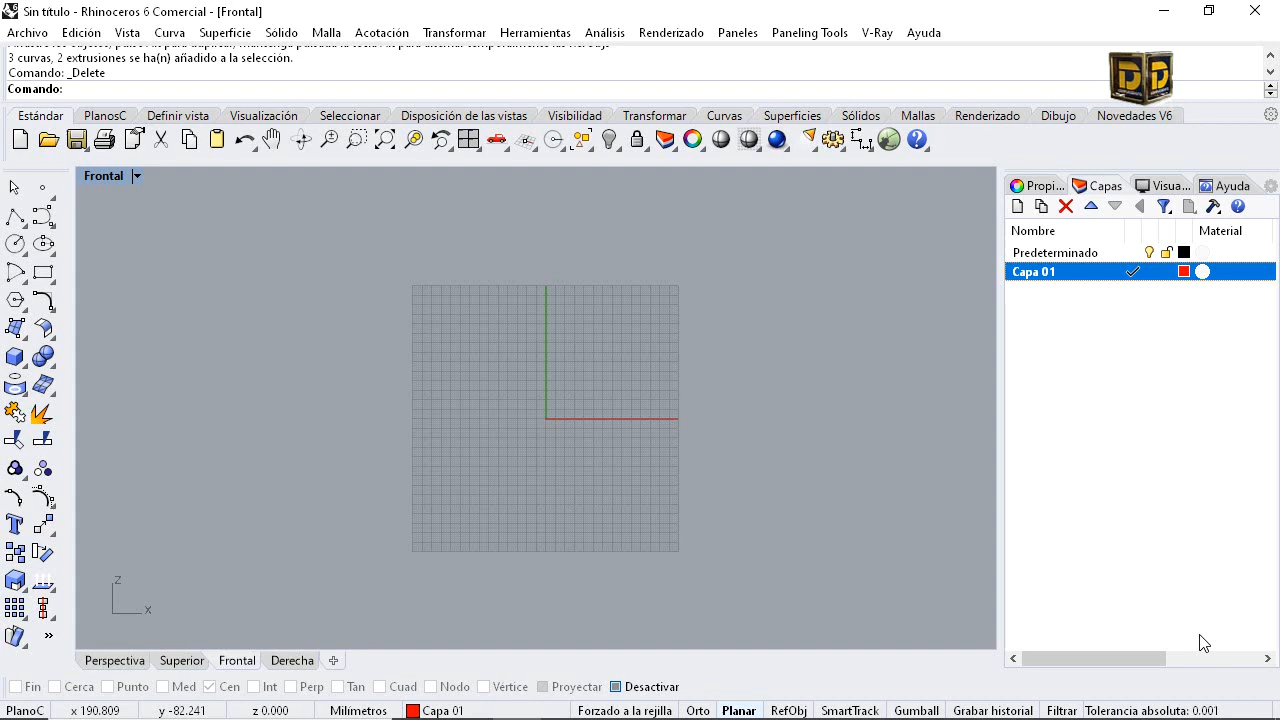 Sin título - Rhinoceros 6 Comercial - [Frontal]
Archivo Edición Vista Curva Superficie Sólido Malla Acotación Transformar Herramientas Análisis Renderizado Paneles Paneling Tools V-Ray Ayuda
3 curvas, 2 extrusiones se ha(n) añadido a la selección.
Comando: _Delete
Comando:
Estándar PlanosC Definir vista Visualización Seleccionar Disposición de las vistas Visibilidad Transformar Curvas Superficies Sólidos Mallas Renderizado Dibujo Novedades V6
Frontal
Propi... Capas Visua... Ayuda
Nombre Material
Predeterminado
Capa 01
z
x
Perspectiva Superior Frontal Derecha
Fin Cerca Punto Med Cen Int Perp Tan Cuad Nodo Vértice Proyectar Desactivar
PlanoC x 190.809 y -82.241 z 0.000 Milímetros Capa 01 Forzado a la rejilla Orto Planar RefObj SmartTrack Gumball Grabar historial Filtrar Tolerancia absoluta: 0.001